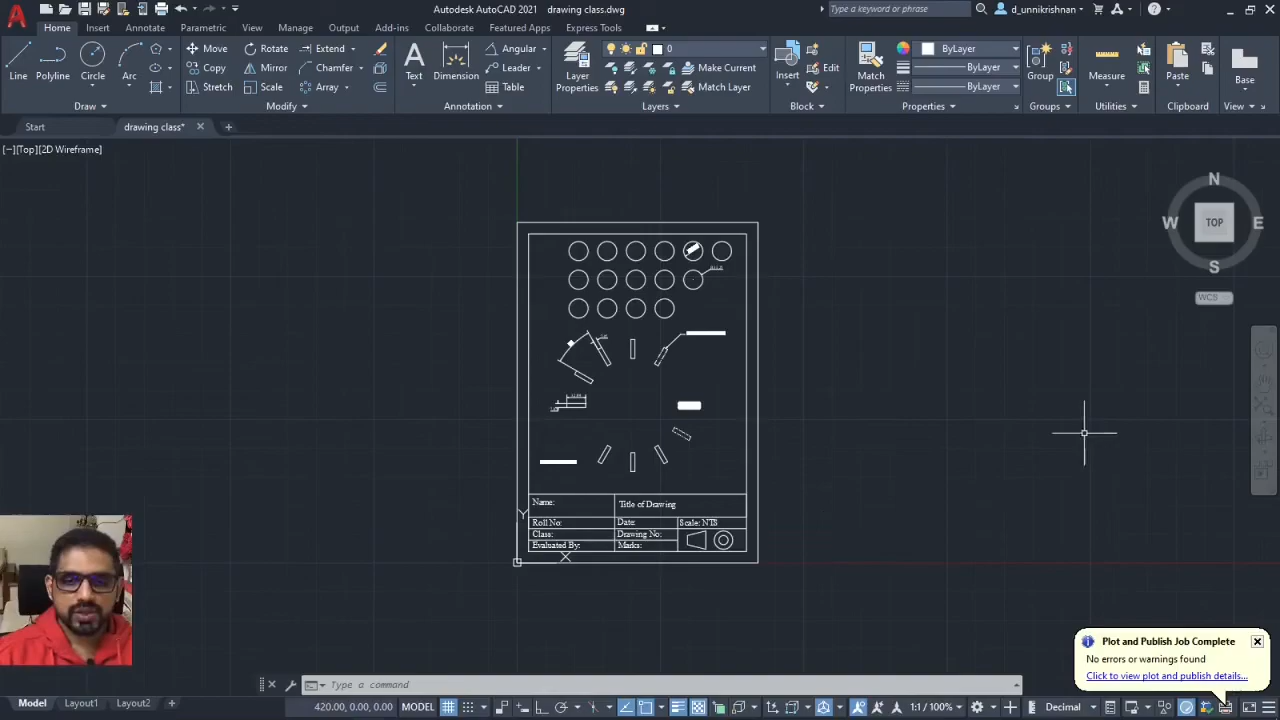 Autodesk AutoCAD 2021 drawing class.dwg
Type a keyword or phrase
d_unnikrishnan
Home Insert Annotate Parametric View Manage Output Add-ins Collaborate Express Tools Featured Apps
Line
Polyline
Circle
Arc
Move
Rotate
Extend
Copy
Mirror
Chamfer
Stretch
Scale
Array
Text
Dimension
Angular
Leader
Table
Layer
Properties
0
Make Current
Match Layer
Insert
Edit
Match
Properties
ByLayer
ByLayer
ByLayer
Group
Measure
Paste
Base
Draw
Modify
Annotation
Layers
Block
Properties
Groups
Utilities
Clipboard
View
Start
drawing class*
[−][Top][2D Wireframe]
N
W
TOP
E
S
WCS
Name:
Title of Drawing
Y
Roll No:
Date:
Scale: NTS
Class:
Drawing No:
Evaluated By:
Marks:
X
Plot and Publish Job Complete
No errors or warnings found
Click to view plot and publish details...
Type a command
Model
Layout1
Layout2
420.00, 0.00, 0.00
MODEL
1:1 / 100%
Decimal